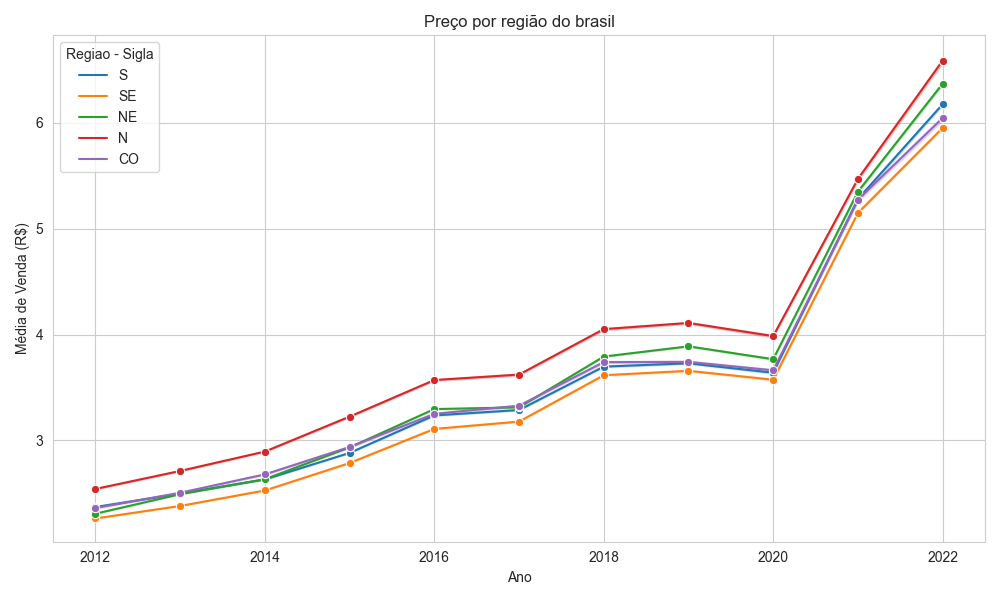 Preço por região do brasil
Regiao - Sigla
S
SE
NE
N
CO
Média de Venda (R$)
6
5
4
3
2012 2014 2016 2018 2020 2022
Ano